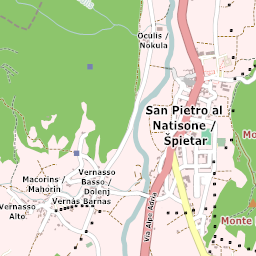 Oculis /
Nokula
San Pietro al
Natisone /
Špietar
Mo
Vernasso
Basso /
Dolenj
Vernàs Barnas
Macorins /
Mahorin
Vernasso
Alto
Via Alpe Adria
Monte